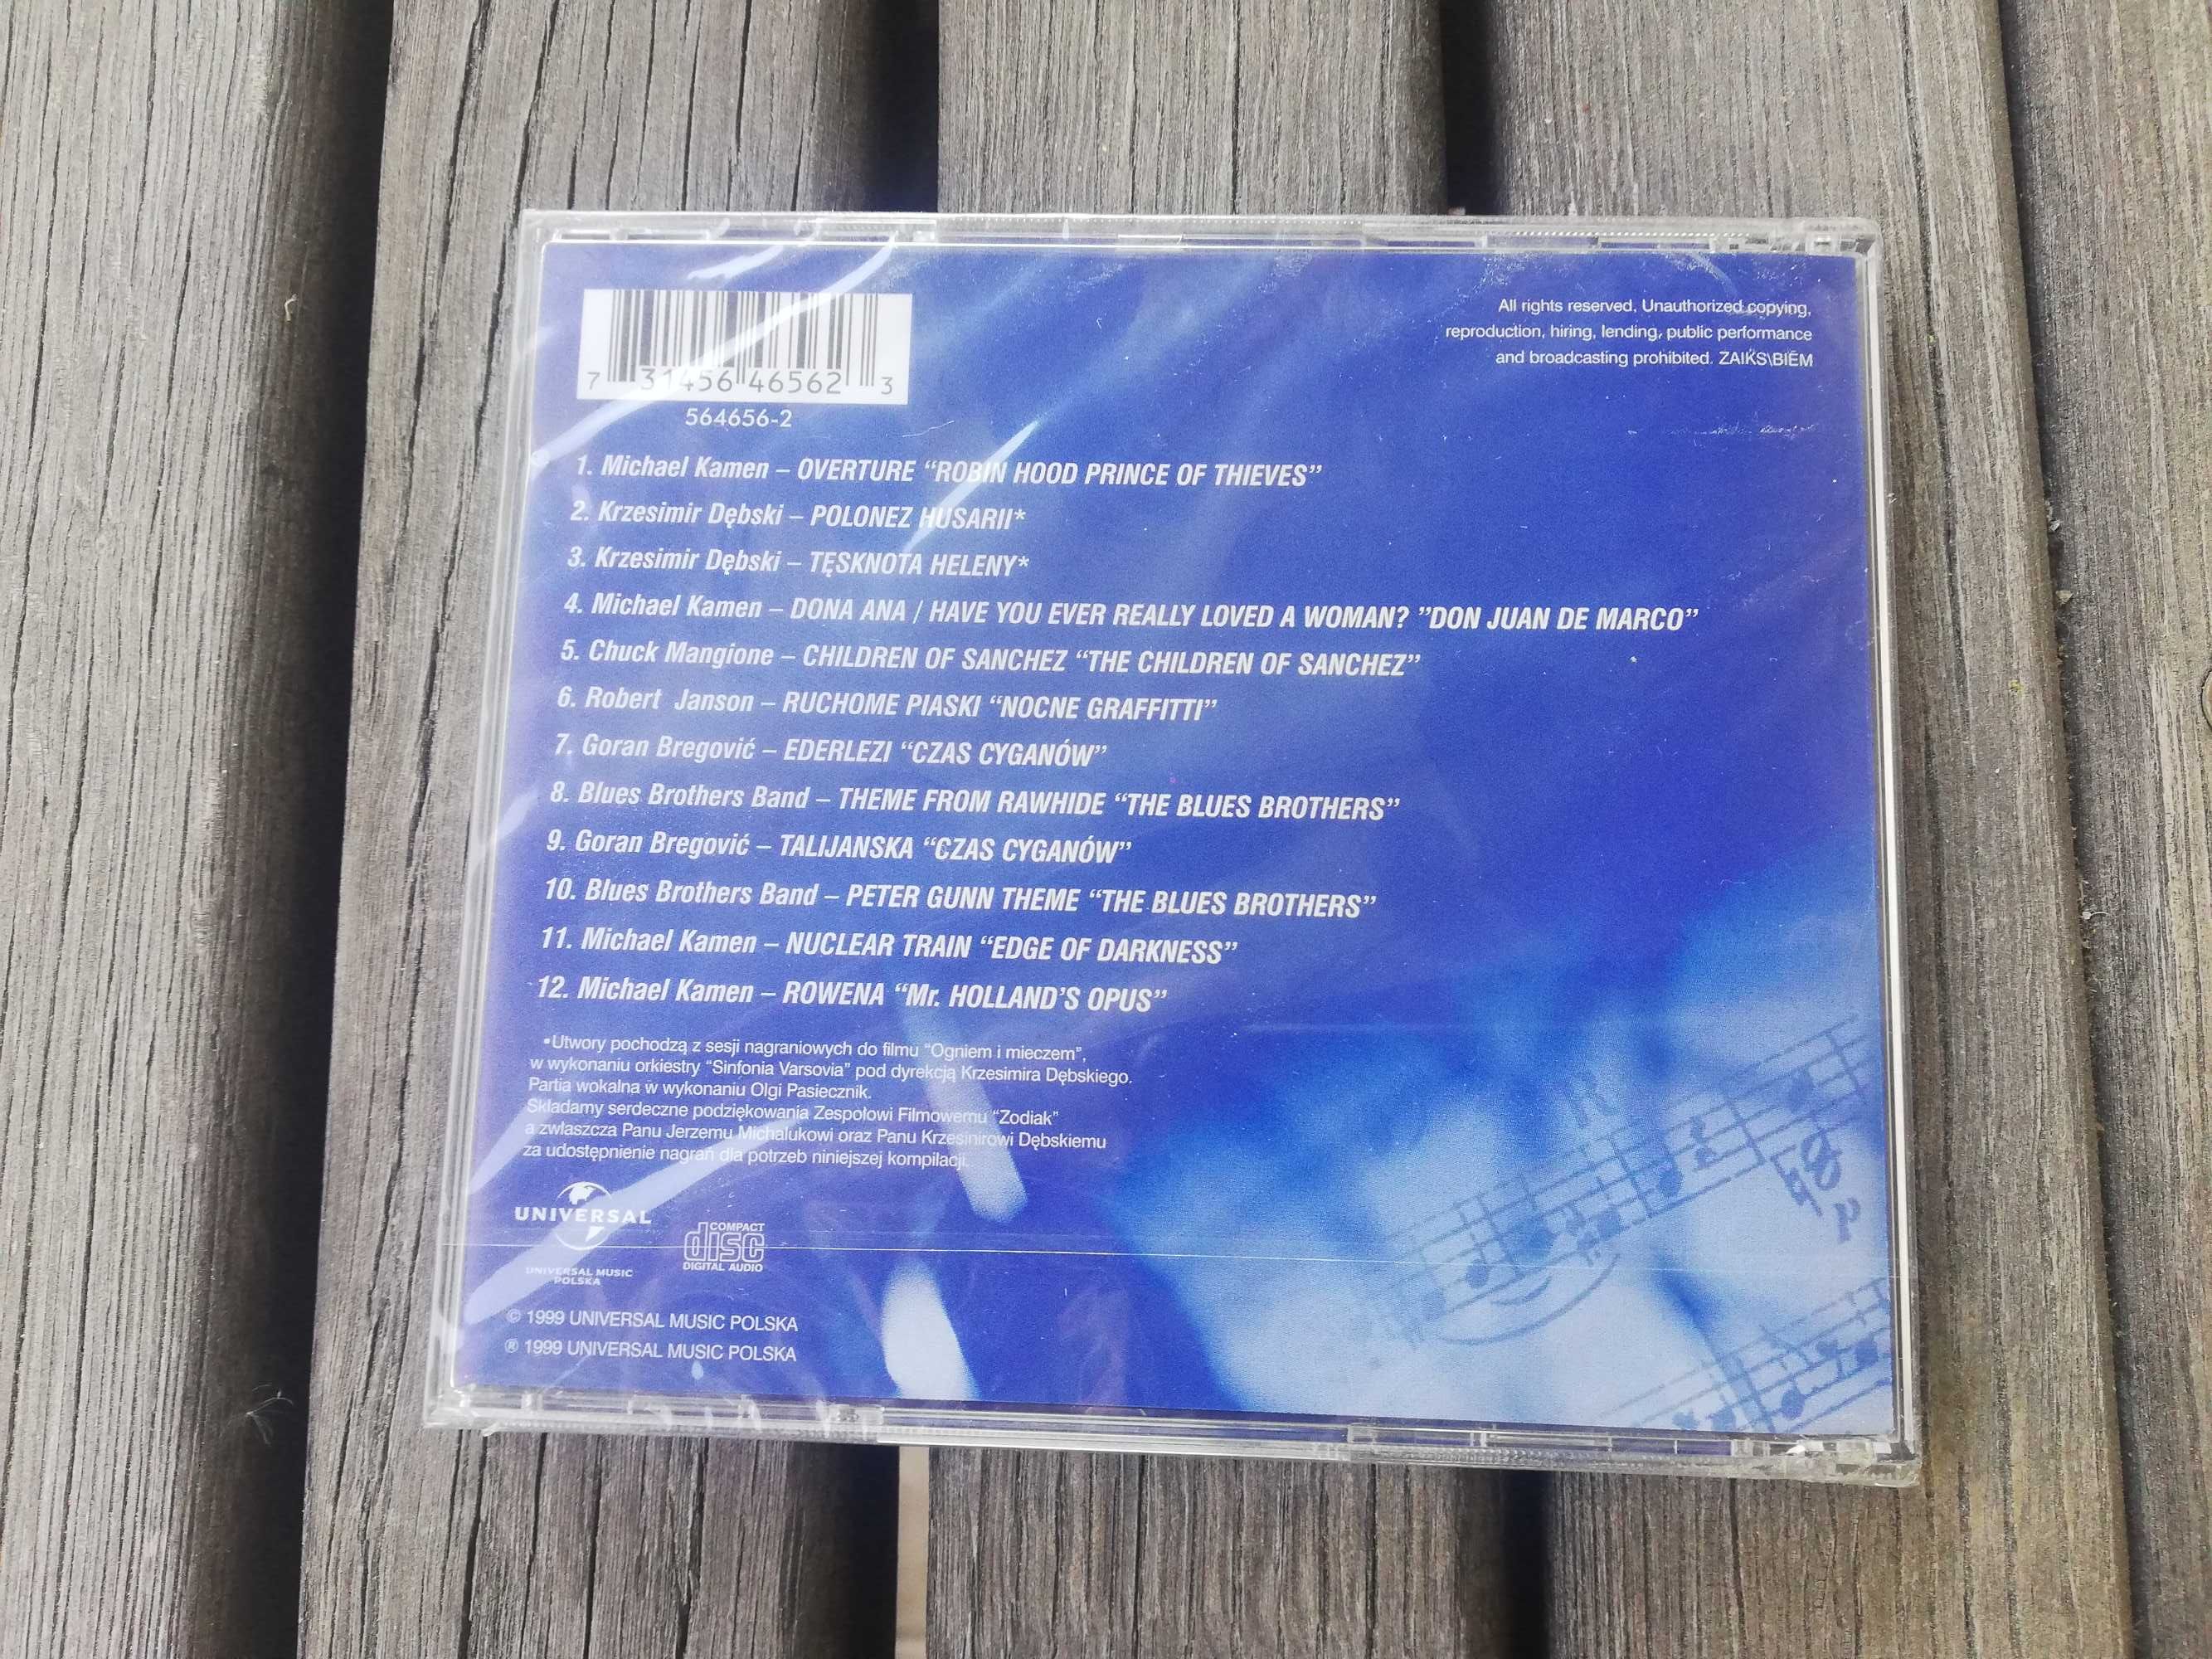 All rights reserved. Unauthorized copying,
reproduction, hiring, lending, public performance
and broadcasting prohibited. ZAIKS\BIEM
7 31456 46562 3
564656-2
1. Michael Kamen – OVERTURE “ROBIN HOOD PRINCE OF THIEVES”
2. Krzesimir Dębski – POLONEZ HUSARII*
3. Krzesimir Dębski – TĘSKNOTA HELENY*
4. Michael Kamen – DONA ANA / HAVE YOU EVER REALLY LOVED A WOMAN? ”DON JUAN DE MARCO”
5. Chuck Mangione – CHILDREN OF SANCHEZ “THE CHILDREN OF SANCHEZ”
6. Robert Janson – RUCHOME PIASKI “NOCNE GRAFFITTI”
7. Goran Bregović – EDERLEZI “CZAS CYGANÓW”
8. Blues Brothers Band – THEME FROM RAWHIDE “THE BLUES BROTHERS”
9. Goran Bregović – TALIJANSKA “CZAS CYGANÓW”
10. Blues Brothers Band – PETER GUNN THEME “THE BLUES BROTHERS”
11. Michael Kamen – NUCLEAR TRAIN “EDGE OF DARKNESS”
12. Michael Kamen – ROWENA “Mr. HOLLAND’S OPUS”
•Utwory pochodzą z sesji nagraniowych do filmu “Ogniem i mieczem”,
w wykonaniu orkiestry “Sinfonia Varsovia” pod dyrekcją Krzesimira Dębskiego.
Partia wokalna w wykonaniu Olgi Pasiecznik.
Składamy serdeczne podziękowania Zespołowi Filmowemu “Zodiak”
a zwłaszcza Panu Jerzemu Michalukowi oraz Panu Krzesinirowi Dębskiemu
za udostępnienie nagrań dla potrzeb niniejszej kompilacji.
UNIVERSAL
UNIVERSAL MUSIC
POLSKA
COMPACT
disc
DIGITAL AUDIO
© 1999 UNIVERSAL MUSIC POLSKA
® 1999 UNIVERSAL MUSIC POLSKA